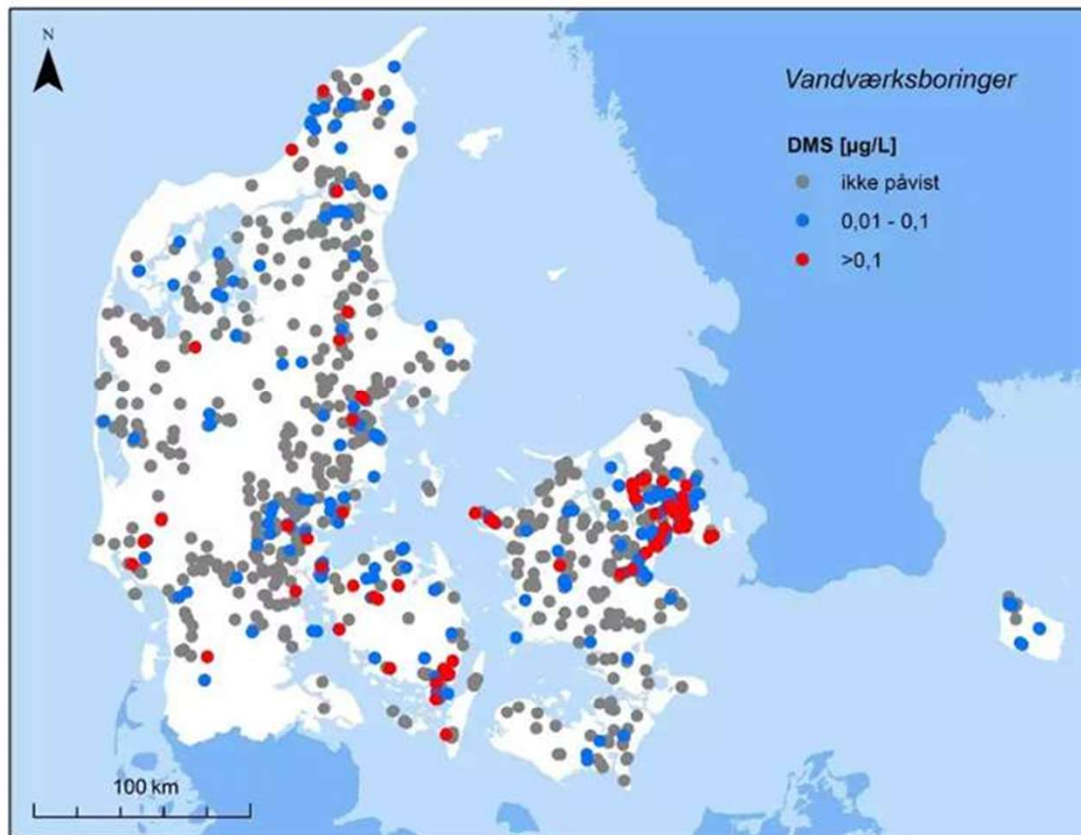 N
Vandværksboringer
DMS [µg/L]
ikke påvist
0,01 - 0,1
>0,1
100 km